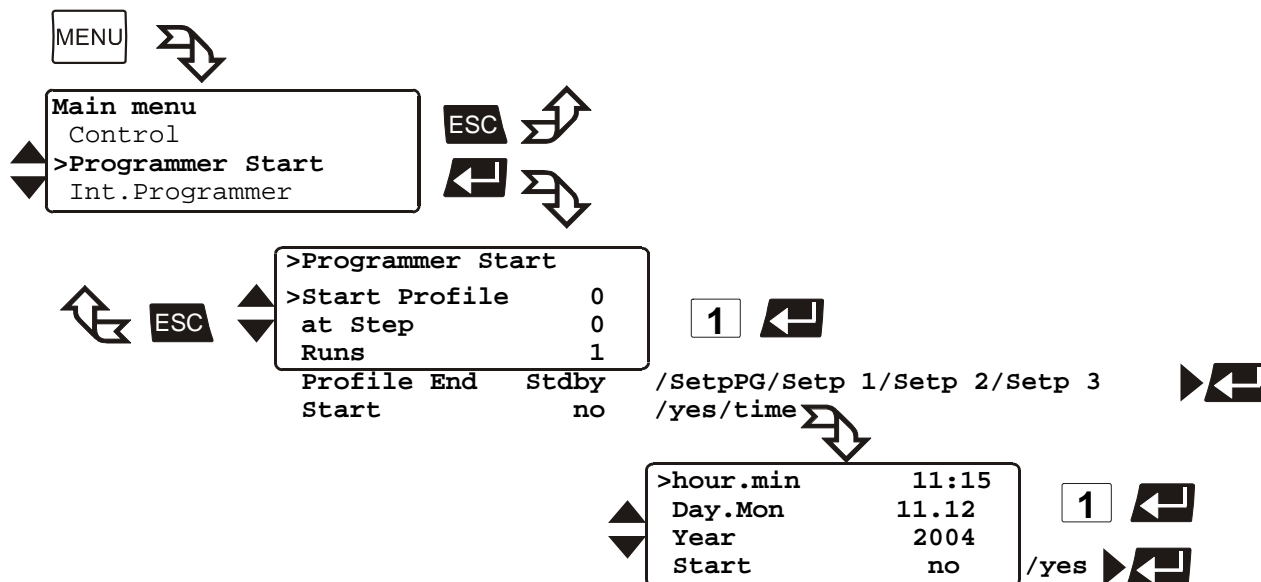 MENU
Main menu
Control
ESC
>Programmer Start
Int.Programmer
>Programmer Start
>Start Profile 0
ESC
at Step 0
1
Runs 1
Profile End Stdby /SetpPG/Setp 1/Setp 2/Setp 3
Start no /yes/time
>hour.min 11:15
Day.Mon 11.12
1
Year 2004
Start no /yes